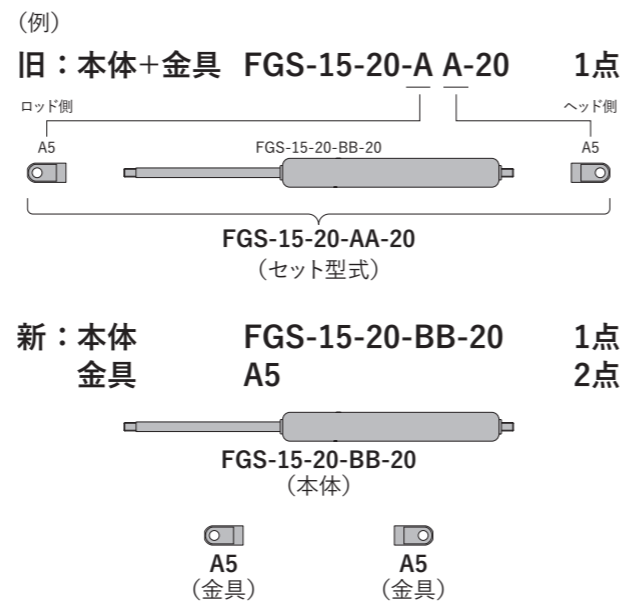 （例）
旧：本体＋金具 FGS-15-20-A A-20 1点
ロッド側 ヘッド側
A5 FGS-15-20-BB-20 A5
FGS-15-20-AA-20
（セット型式）
新：本体 FGS-15-20-BB-20 1点
金具 A5 2点
FGS-15-20-BB-20
（本体）
A5 A5
（金具） （金具）